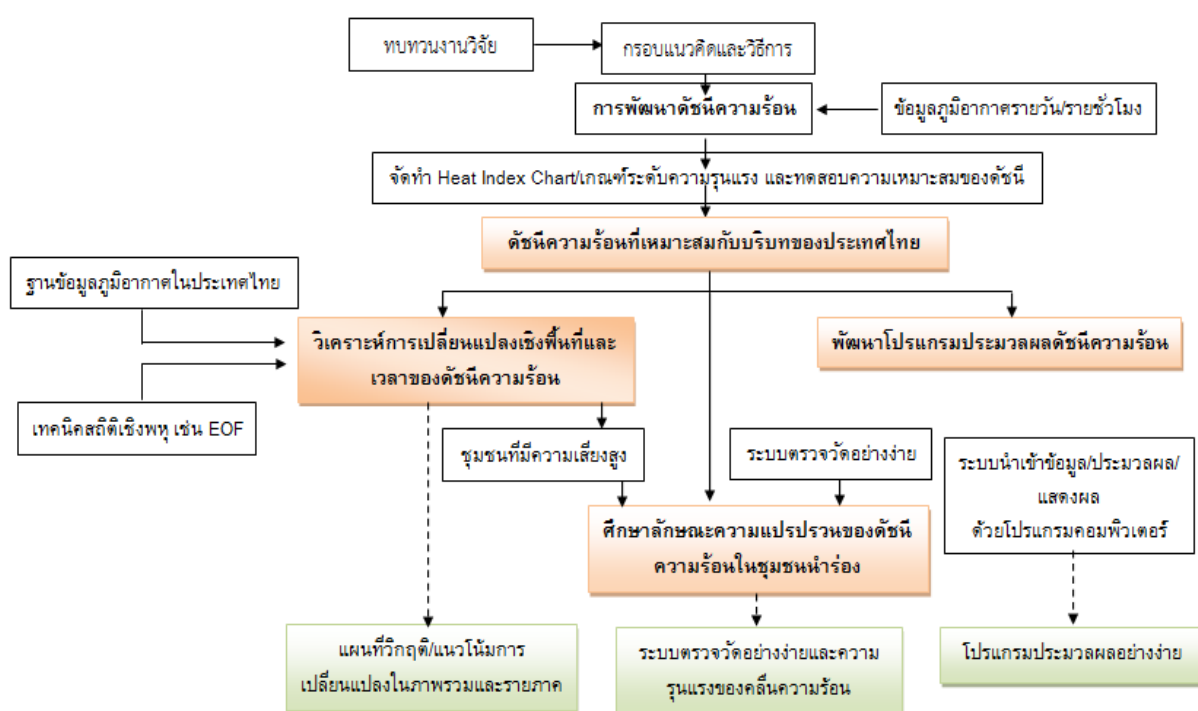 ทบทวนงานวิจัย
กรอบแนวคิดและวิธีการ
การพัฒนาดัชนีความร้อน
ข้อมูลภูมิอากาศรายวัน/รายชั่วโมง
จัดทำ Heat Index Chart/เกณฑ์ระดับความรุนแรง และทดสอบความเหมาะสมของดัชนี
ดัชนีความร้อนที่เหมาะสมกับบริบทของประเทศไทย
ฐานข้อมูลภูมิอากาศในประเทศไทย
วิเคราะห์การเปลี่ยนแปลงเชิงพื้นที่และ
เวลาของดัชนีความร้อน
พัฒนาโปรแกรมประมวลผลดัชนีความร้อน
เทคนิคสถิติเชิงพหุ เช่น EOF
ชุมชนที่มีความเสี่ยงสูง
ระบบตรวจวัดอย่างง่าย
ระบบนำเข้าข้อมูล/ประมวลผล/
แสดงผล
ด้วยโปรแกรมคอมพิวเตอร์
ศึกษาลักษณะความแปรปรวนของดัชนี
ความร้อนในชุมชนนำร่อง
แผนที่วิกฤติ/แนวโน้มการ
เปลี่ยนแปลงในภาพรวมและรายภาค
ระบบตรวจวัดอย่างง่ายและความ
รุนแรงของคลื่นความร้อน
โปรแกรมประมวลผลอย่างง่าย